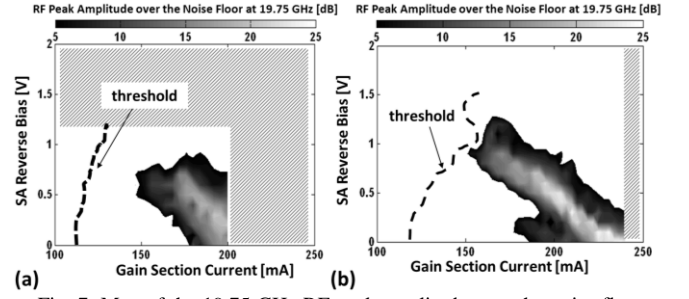 RF Peak Amplitude over the Noise Floor at 19.75 GHz [dB]
5 10 15 20 25
SA Reverse Bias [V]
2
1.5
1
0.5
0
threshold
100 150 200 250
Gain Section Current [mA]
(a)
RF Peak Amplitude over the Noise Floor at 19.75 GHz [dB]
5 10 15 20 25
SA Reverse Bias [V]
2
1.5
1
0.5
0
threshold
100 150 200 250
Gain Section Current [mA]
(b)